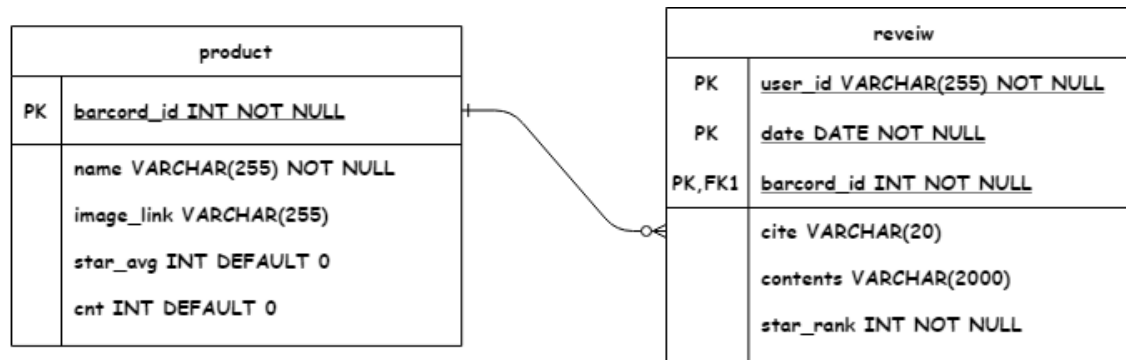 product
PK barcord_id INT NOT NULL
name VARCHAR(255) NOT NULL
image_link VARCHAR(255)
star_avg INT DEFAULT 0
cnt INT DEFAULT 0
reveiw
PK user_id VARCHAR(255) NOT NULL
PK date DATE NOT NULL
PK,FK1 barcord_id INT NOT NULL
cite VARCHAR(20)
contents VARCHAR(2000)
star_rank INT NOT NULL